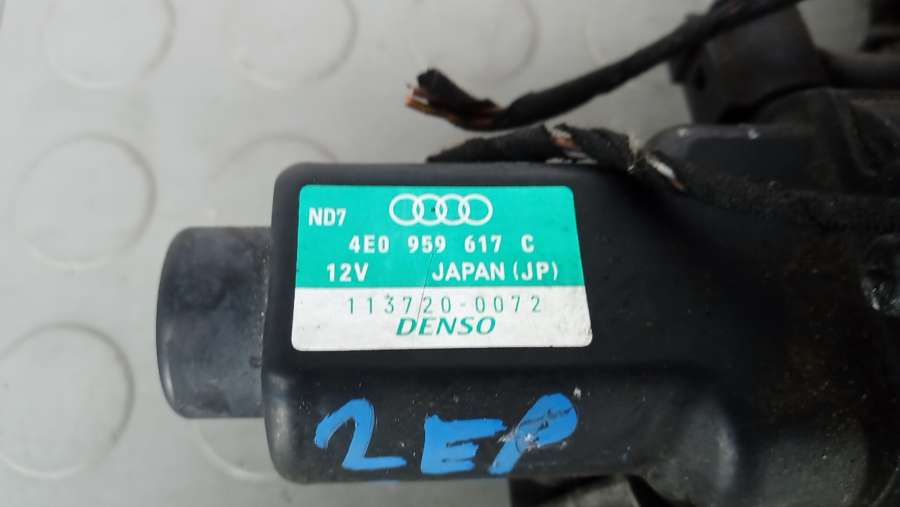 ND7
4E0 959 617 C
12V JAPAN (JP)
113720-0072
DENSO
2EP